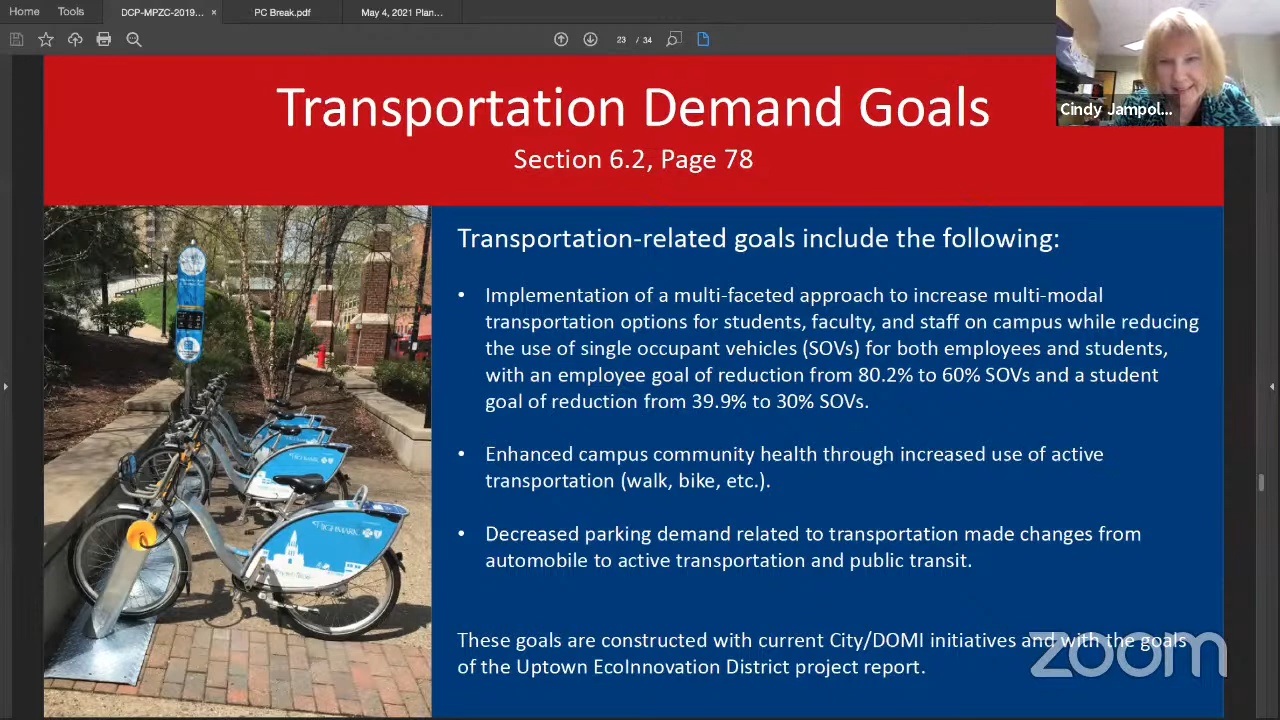 Home Tools DCP-MPZC-2019... × PC Break.pdf May 4, 2021 Plan...
23 / 34
Cindy Jampol...
Transportation Demand Goals
Section 6.2, Page 78
Transportation-related goals include the following:
• Implementation of a multi-faceted approach to increase multi-modal
transportation options for students, faculty, and staff on campus while reducing
the use of single occupant vehicles (SOVs) for both employees and students,
with an employee goal of reduction from 80.2% to 60% SOVs and a student
goal of reduction from 39.9% to 30% SOVs.
• Enhanced campus community health through increased use of active
transportation (walk, bike, etc.).
• Decreased parking demand related to transportation made changes from
automobile to active transportation and public transit.
These goals are constructed with current City/DOMI initiatives and with the goals
of the Uptown EcoInnovation District project report.
zoom
HIGHMARK
HIGHMARK